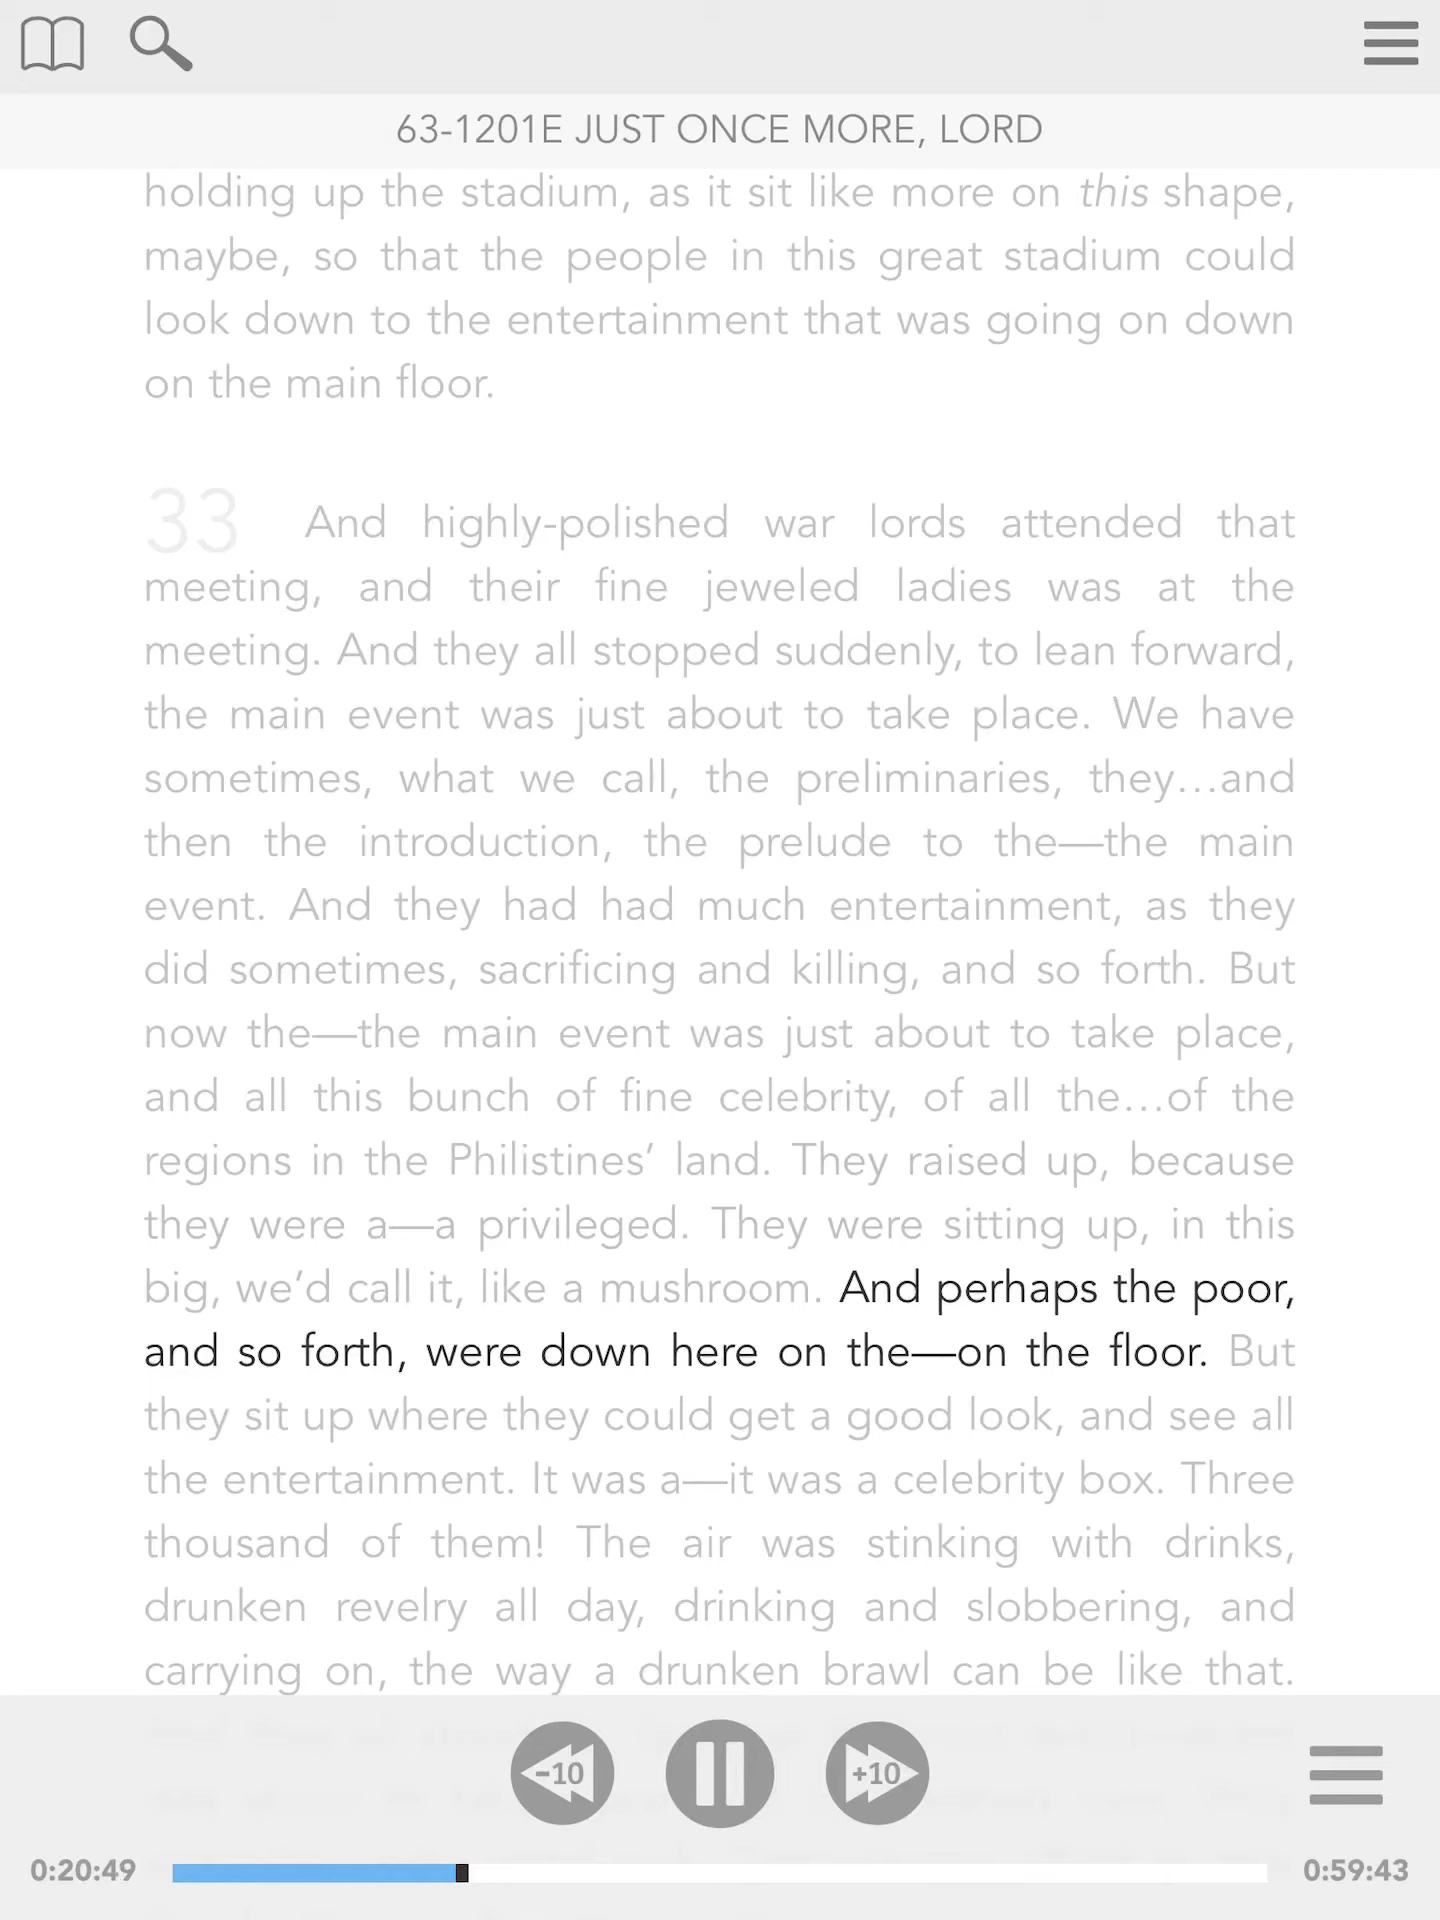 63-1201E JUST ONCE MORE, LORD
holding up the stadium, as it sit like more on this shape,
maybe, so that the people in this great stadium could
look down to the entertainment that was going on down
on the main floor.
33 And highly-polished war lords attended that
meeting, and their fine jeweled ladies was at the
meeting. And they all stopped suddenly, to lean forward,
the main event was just about to take place. We have
sometimes, what we call, the preliminaries, they…and
then the introduction, the prelude to the—the main
event. And they had had much entertainment, as they
did sometimes, sacrificing and killing, and so forth. But
now the—the main event was just about to take place,
and all this bunch of fine celebrity, of all the…of the
regions in the Philistines’ land. They raised up, because
they were a—a privileged. They were sitting up, in this
big, we’d call it, like a mushroom. And perhaps the poor,
and so forth, were down here on the—on the floor. But
they sit up where they could get a good look, and see all
the entertainment. It was a—it was a celebrity box. Three
thousand of them! The air was stinking with drinks,
drunken revelry all day, drinking and slobbering, and
carrying on, the way a drunken brawl can be like that.
-10 +10
0:20:49 0:59:43